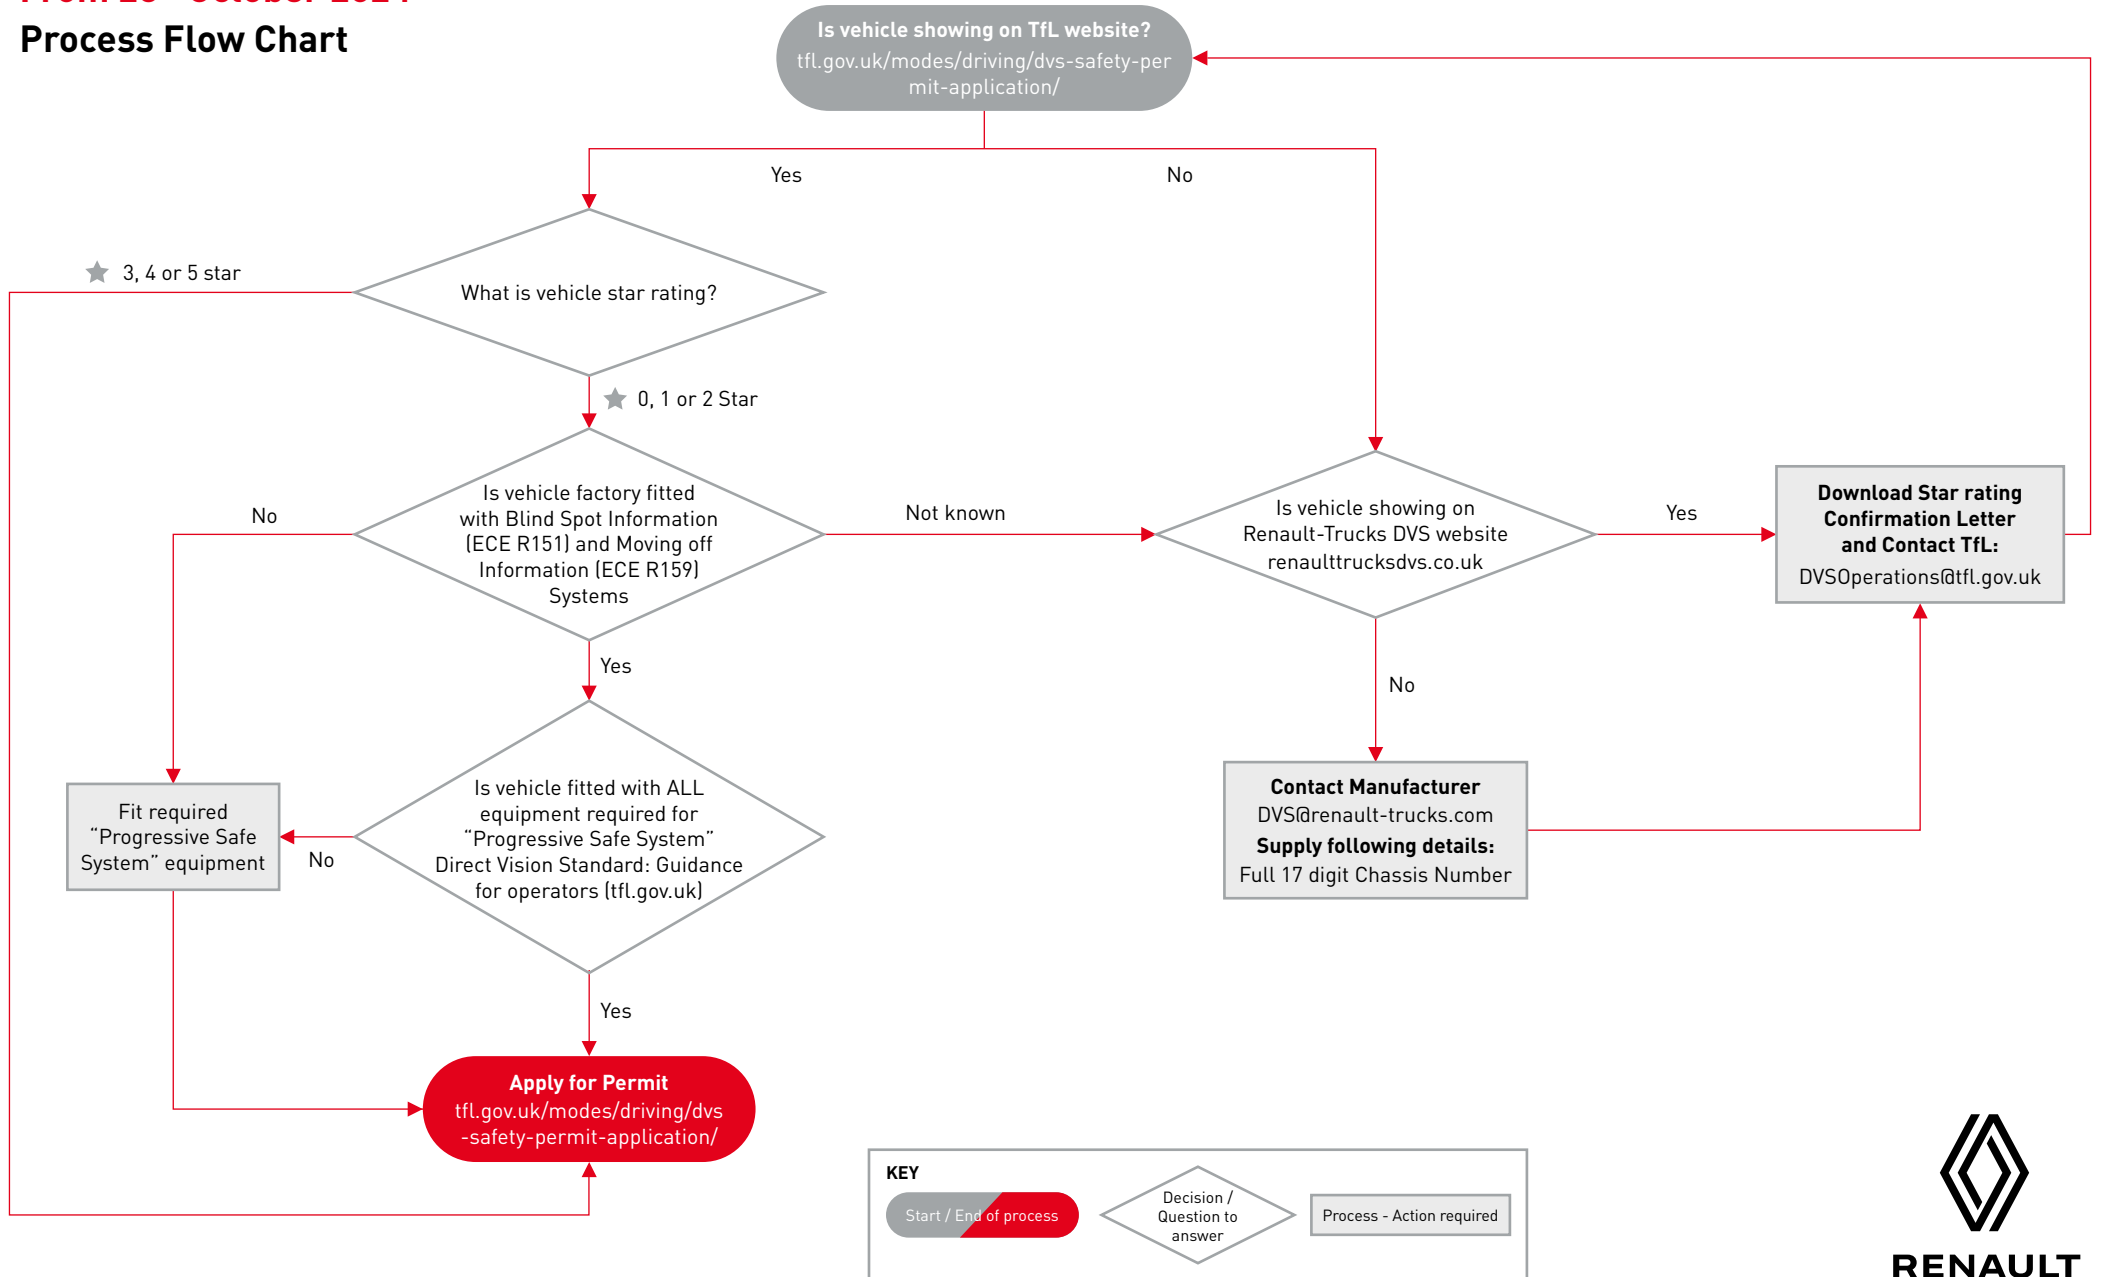 Process Flow Chart
Is vehicle showing on TfL website?
tfl.gov.uk/modes/driving/dvs-safety-per
mit-application/
Yes
No
3, 4 or 5 star
What is vehicle star rating?
0, 1 or 2 Star
Is vehicle factory fitted
with Blind Spot Information
(ECE R151) and Moving off
Information (ECE R159)
Systems
No
Not known
Yes
Is vehicle showing on
Renault-Trucks DVS website
renaulttrucksdvs.co.uk
Yes
No
Download Star rating
Confirmation Letter
and Contact TfL:
DVSOperations@tfl.gov.uk
Fit required
“Progressive Safe
System” equipment
No
Is vehicle fitted with ALL
equipment required for
“Progressive Safe System”
Direct Vision Standard: Guidance
for operators (tfl.gov.uk)
Yes
Contact Manufacturer
DVS@renault-trucks.com
Supply following details:
Full 17 digit Chassis Number
Apply for Permit
tfl.gov.uk/modes/driving/dvs
-safety-permit-application/
KEY
Start / End of process
Decision /
Question to
answer
Process - Action required
RENAULT